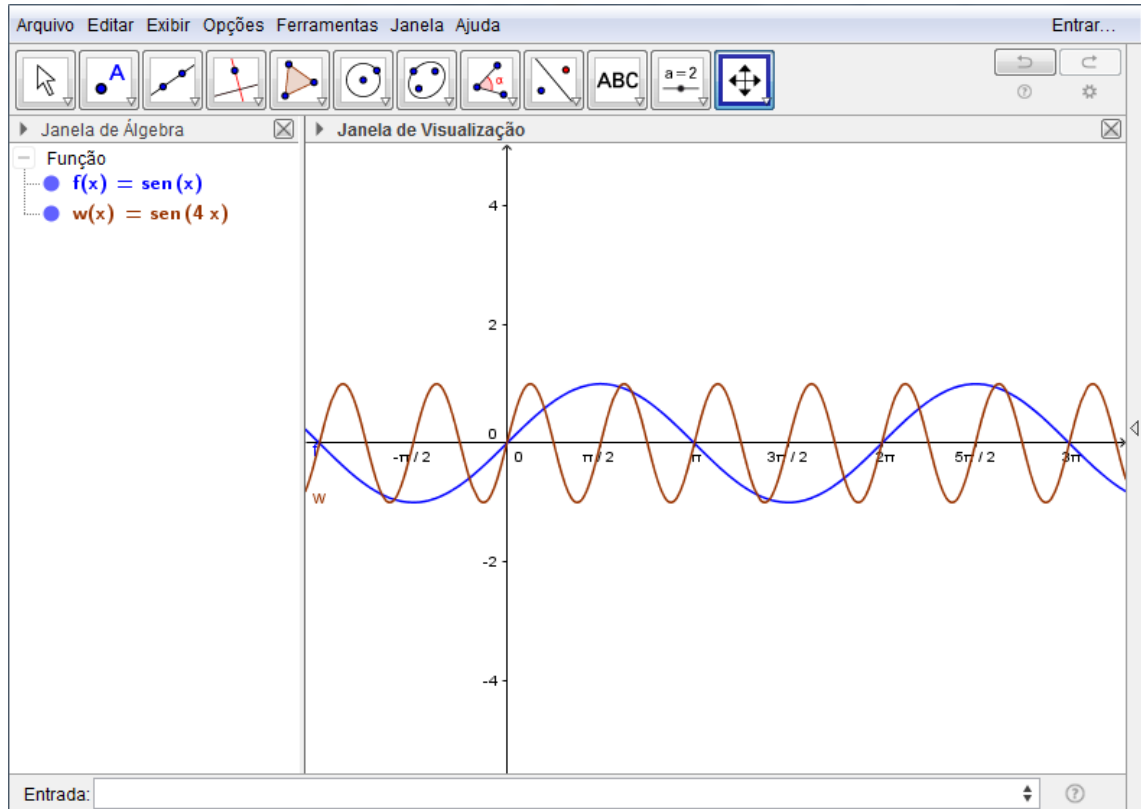 Arquivo Editar Exibir Opções Ferramentas Janela Ajuda Entrar...
A α ABC a=2
Janela de Álgebra
Função
f(x) = sen (x)
w(x) = sen (4 x)
Janela de Visualização
4
2
0
-π / 2 0 π / 2 π 3π / 2 2π 5π / 2 3π
f
w
-2
-4
Entrada: